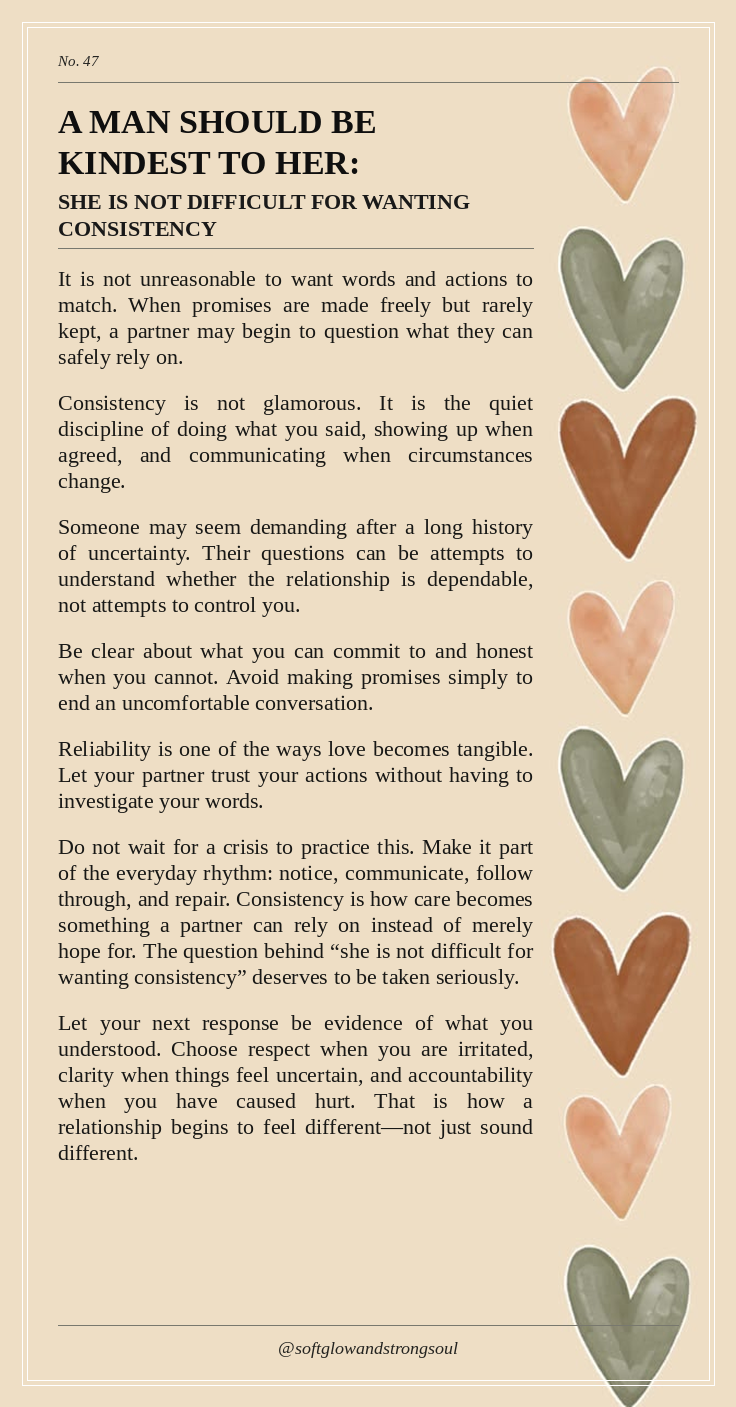 No. 47
A MAN SHOULD BE
KINDEST TO HER:
SHE IS NOT DIFFICULT FOR WANTING
CONSISTENCY
It is not unreasonable to want words and actions to
match. When promises are made freely but rarely
kept, a partner may begin to question what they can
safely rely on.
Consistency is not glamorous. It is the quiet
discipline of doing what you said, showing up when
agreed, and communicating when circumstances
change.
Someone may seem demanding after a long history
of uncertainty. Their questions can be attempts to
understand whether the relationship is dependable,
not attempts to control you.
Be clear about what you can commit to and honest
when you cannot. Avoid making promises simply to
end an uncomfortable conversation.
Reliability is one of the ways love becomes tangible.
Let your partner trust your actions without having to
investigate your words.
Do not wait for a crisis to practice this. Make it part
of the everyday rhythm: notice, communicate, follow
through, and repair. Consistency is how care becomes
something a partner can rely on instead of merely
hope for. The question behind “she is not difficult for
wanting consistency” deserves to be taken seriously.
Let your next response be evidence of what you
understood. Choose respect when you are irritated,
clarity when things feel uncertain, and accountability
when you have caused hurt. That is how a
relationship begins to feel different—not just sound
different.
@softglowandstrongsoul